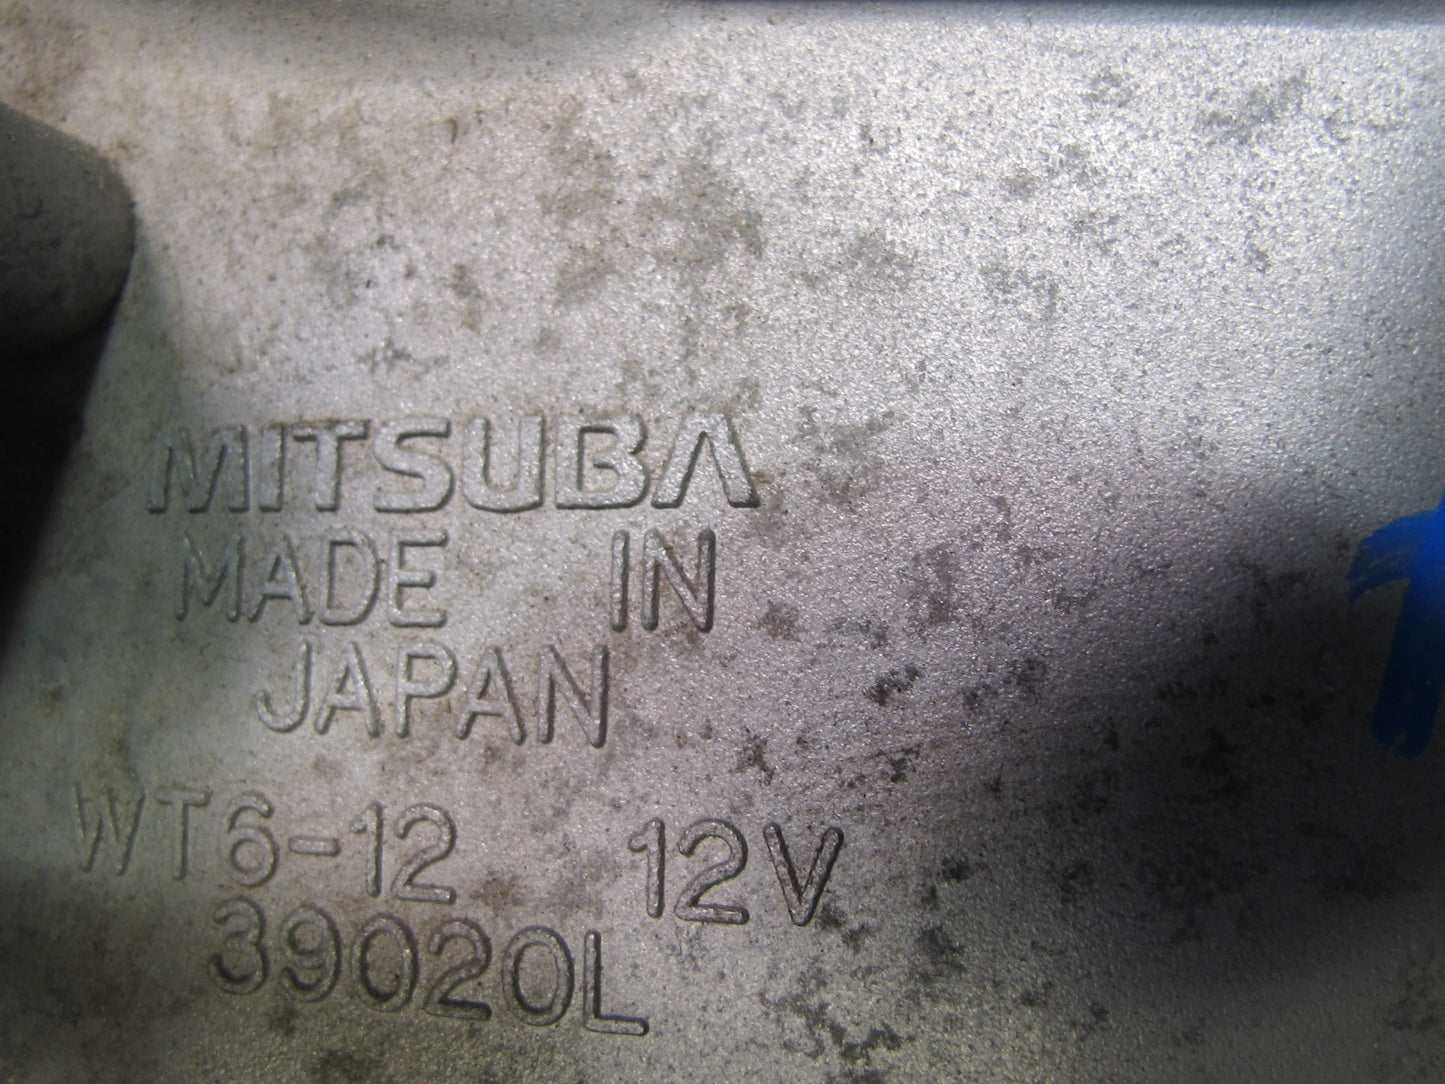 MITSUBA
MADE IN
JAPAN
WT6-12 12V
39020L